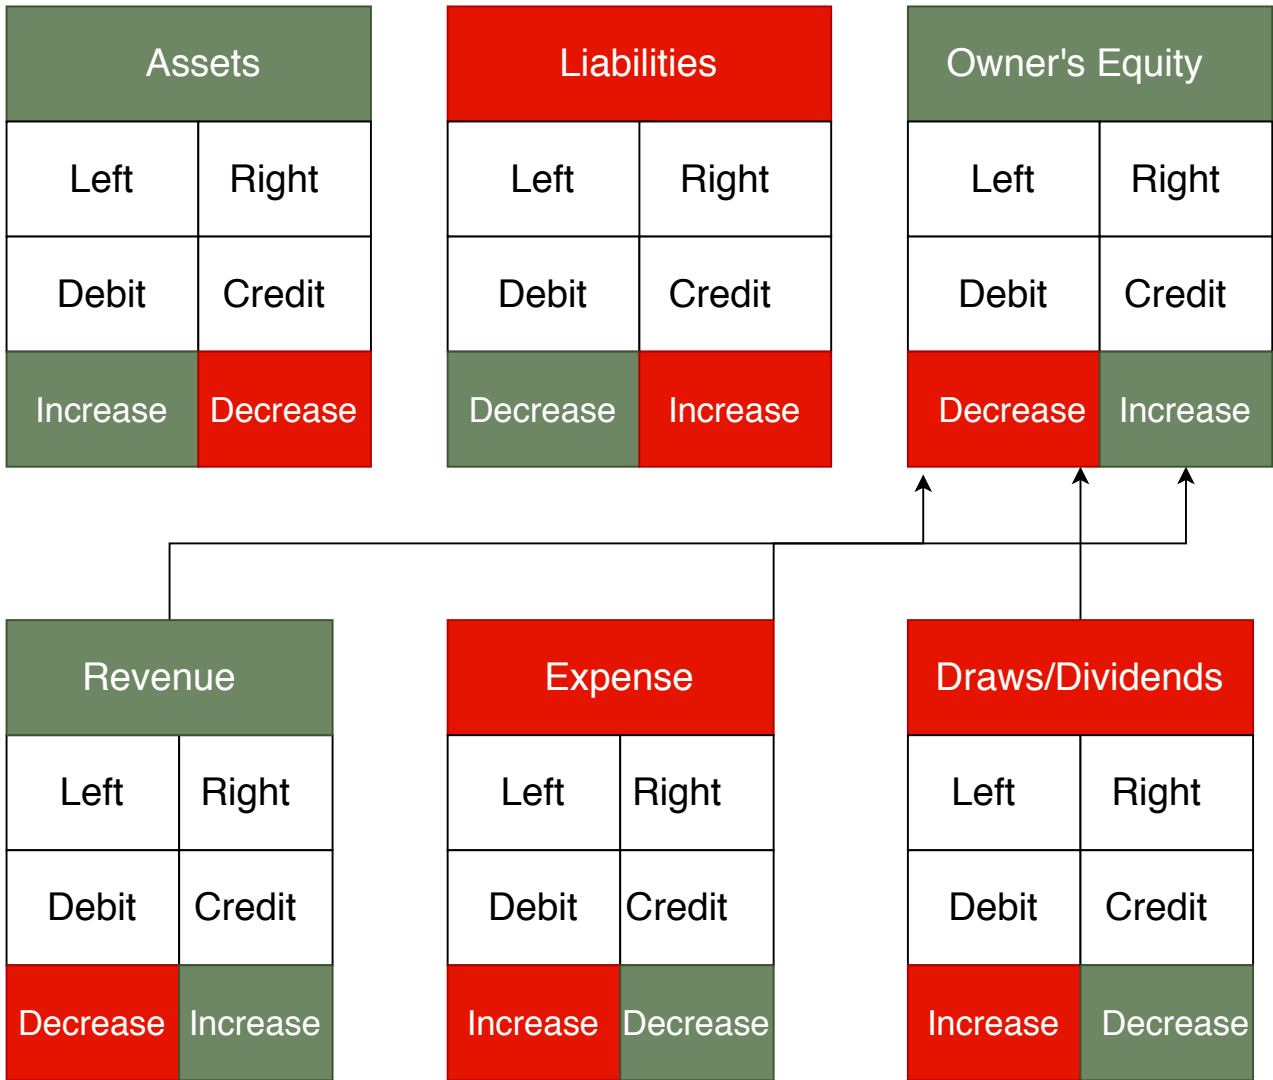 Assets Liabilities Owner's Equity
Left Right Left Right Left Right
Debit Credit Debit Credit Debit Credit
Increase Decrease Decrease Increase Decrease Increase
Revenue Expense Draws/Dividends
Left Right Left Right Left Right
Debit Credit Debit Credit Debit Credit
Decrease Increase Increase Decrease Increase Decrease